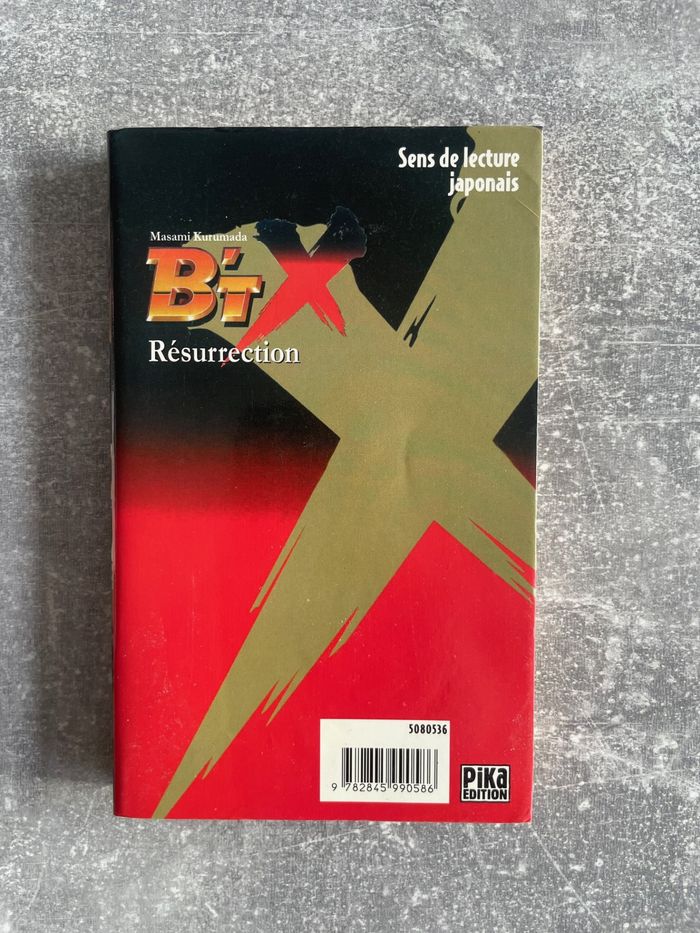 Sens de lecture
japonais
Masami Kurumada
B'T X
Résurrection
5080536
9 782845 990586
PiKa
EDITION